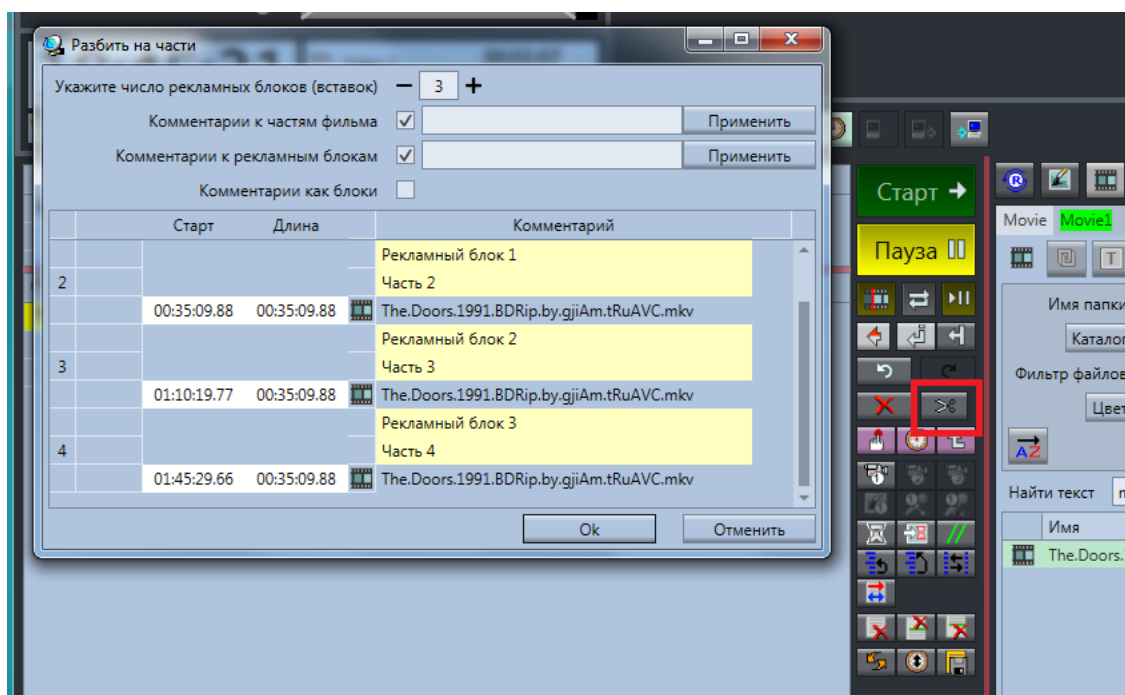 Разбить на части
Укажите число рекламных блоков (вставок) 3
Комментарии к частям фильма Применить
Комментарии к рекламным блокам Применить
Комментарии как блоки
Старт Длина Комментарий
Рекламный блок 1
2 Часть 2
00:35:09.88 00:35:09.88 The.Doors.1991.BDRip.by.gjiAm.tRuAVC.mkv
Рекламный блок 2
3 Часть 3
01:10:19.77 00:35:09.88 The.Doors.1991.BDRip.by.gjiAm.tRuAVC.mkv
Рекламный блок 3
4 Часть 4
01:45:29.66 00:35:09.88 The.Doors.1991.BDRip.by.gjiAm.tRuAVC.mkv
Ok Отменить
Старт
Пауза
Movie Movie1
Имя папки
Каталог
Фильтр файлов
Цвет
AZ
Найти текст
Имя
The.Doors.